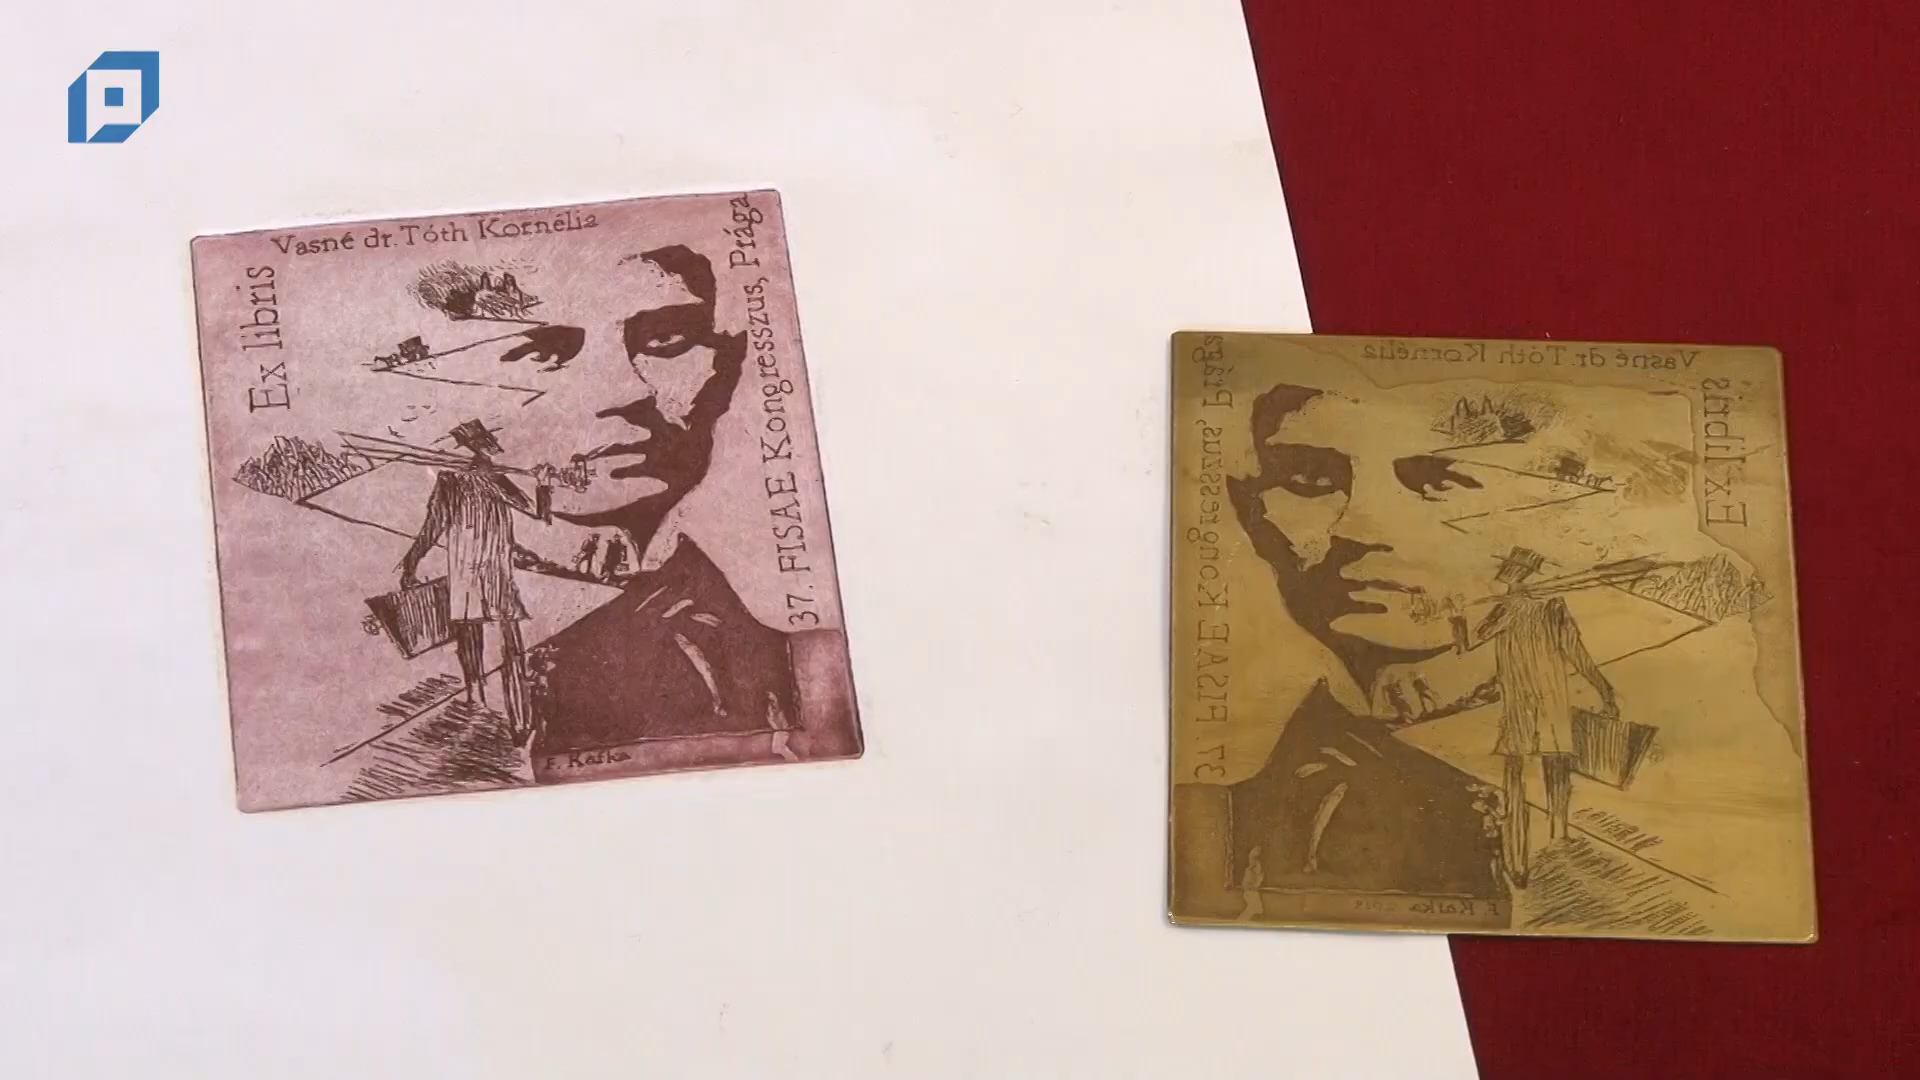 Vasné dr. Tóth Kornélia
Ex libris
37. FISAE Kongresszus, Prága
F. Kafka
Vasné dr. Tóth Kornélia
Ex libris
37. FISAE Kongresszus, Prága
F. Kafka 2018